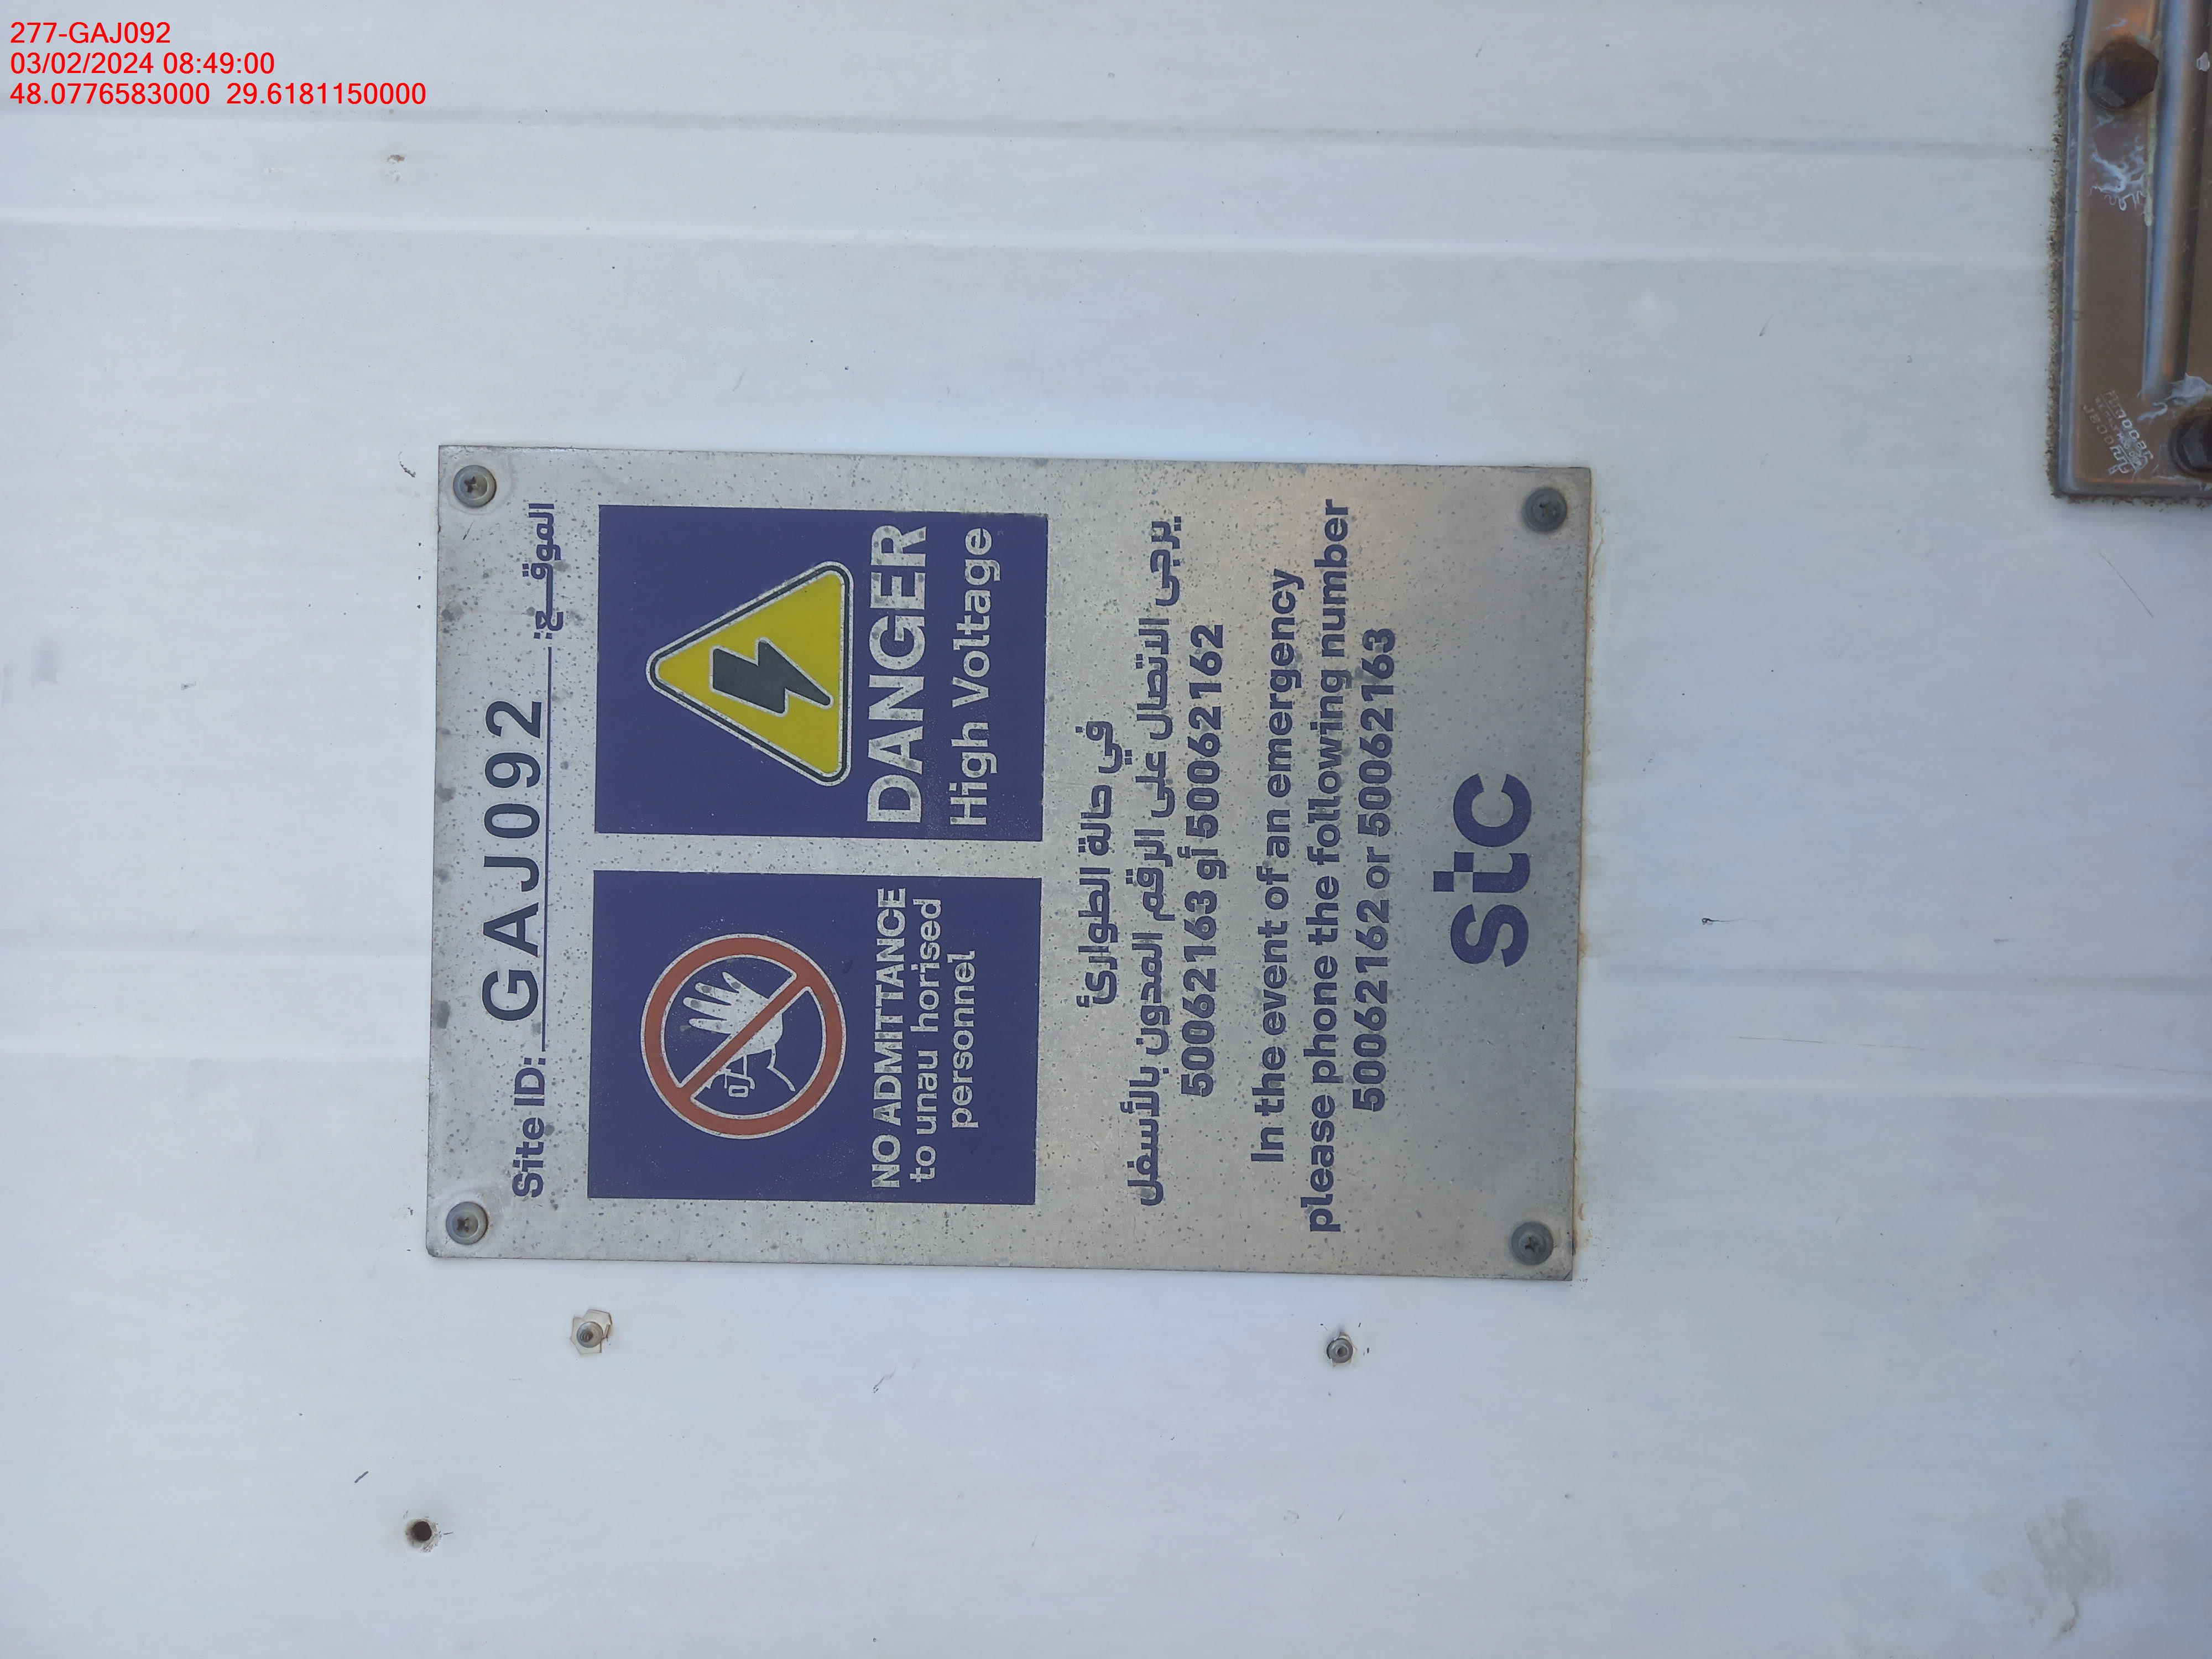 277-GAJ092
03/02/2024 08:49:00
48.0776583000 29.6181150000
Site ID: GAJ092 الموقــع:
NO ADMITTANCE
to unau horised
personnel
DANGER
High Voltage
في حالة الطوارئ
يرجى الاتصال على الرقم المدون بالأسفل
50062162 أو 50062163
In the event of an emergency
please phone the following number
50062162 or 50062163
stc